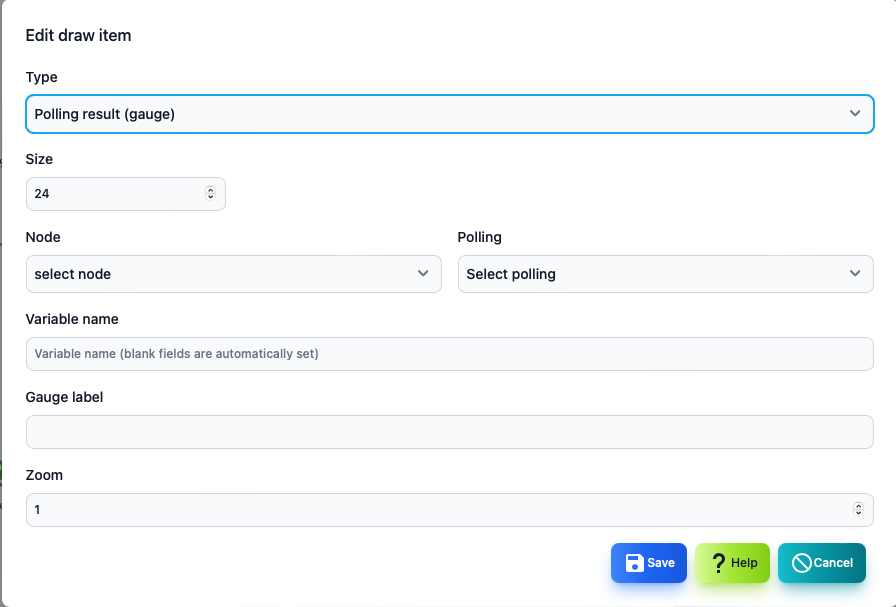 Edit draw item
Type
Polling result (gauge)
Size
24
Node
Polling
select node
Select polling
Variable name
Variable name (blank fields are automatically set)
Gauge label
Zoom
1
Save
? Help
Cancel